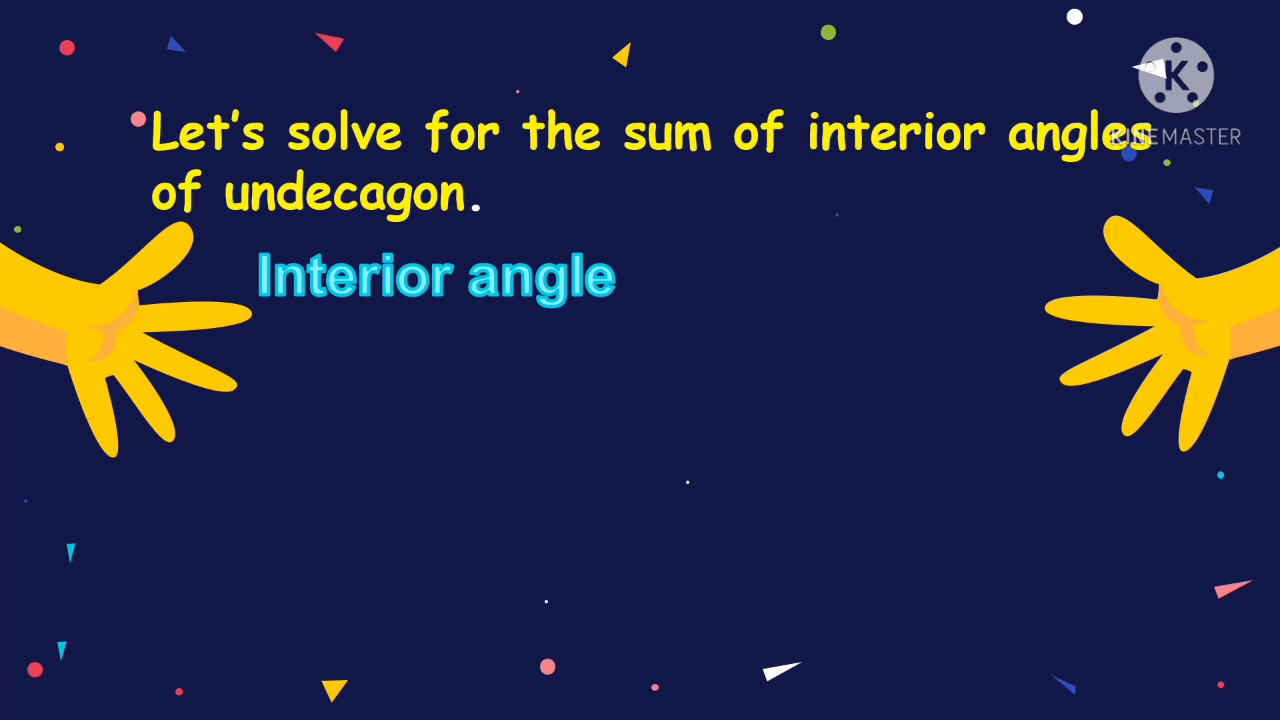 Let's solve for the sum of interior angles
of undecagon.
Interior angle
K
KINEMASTER